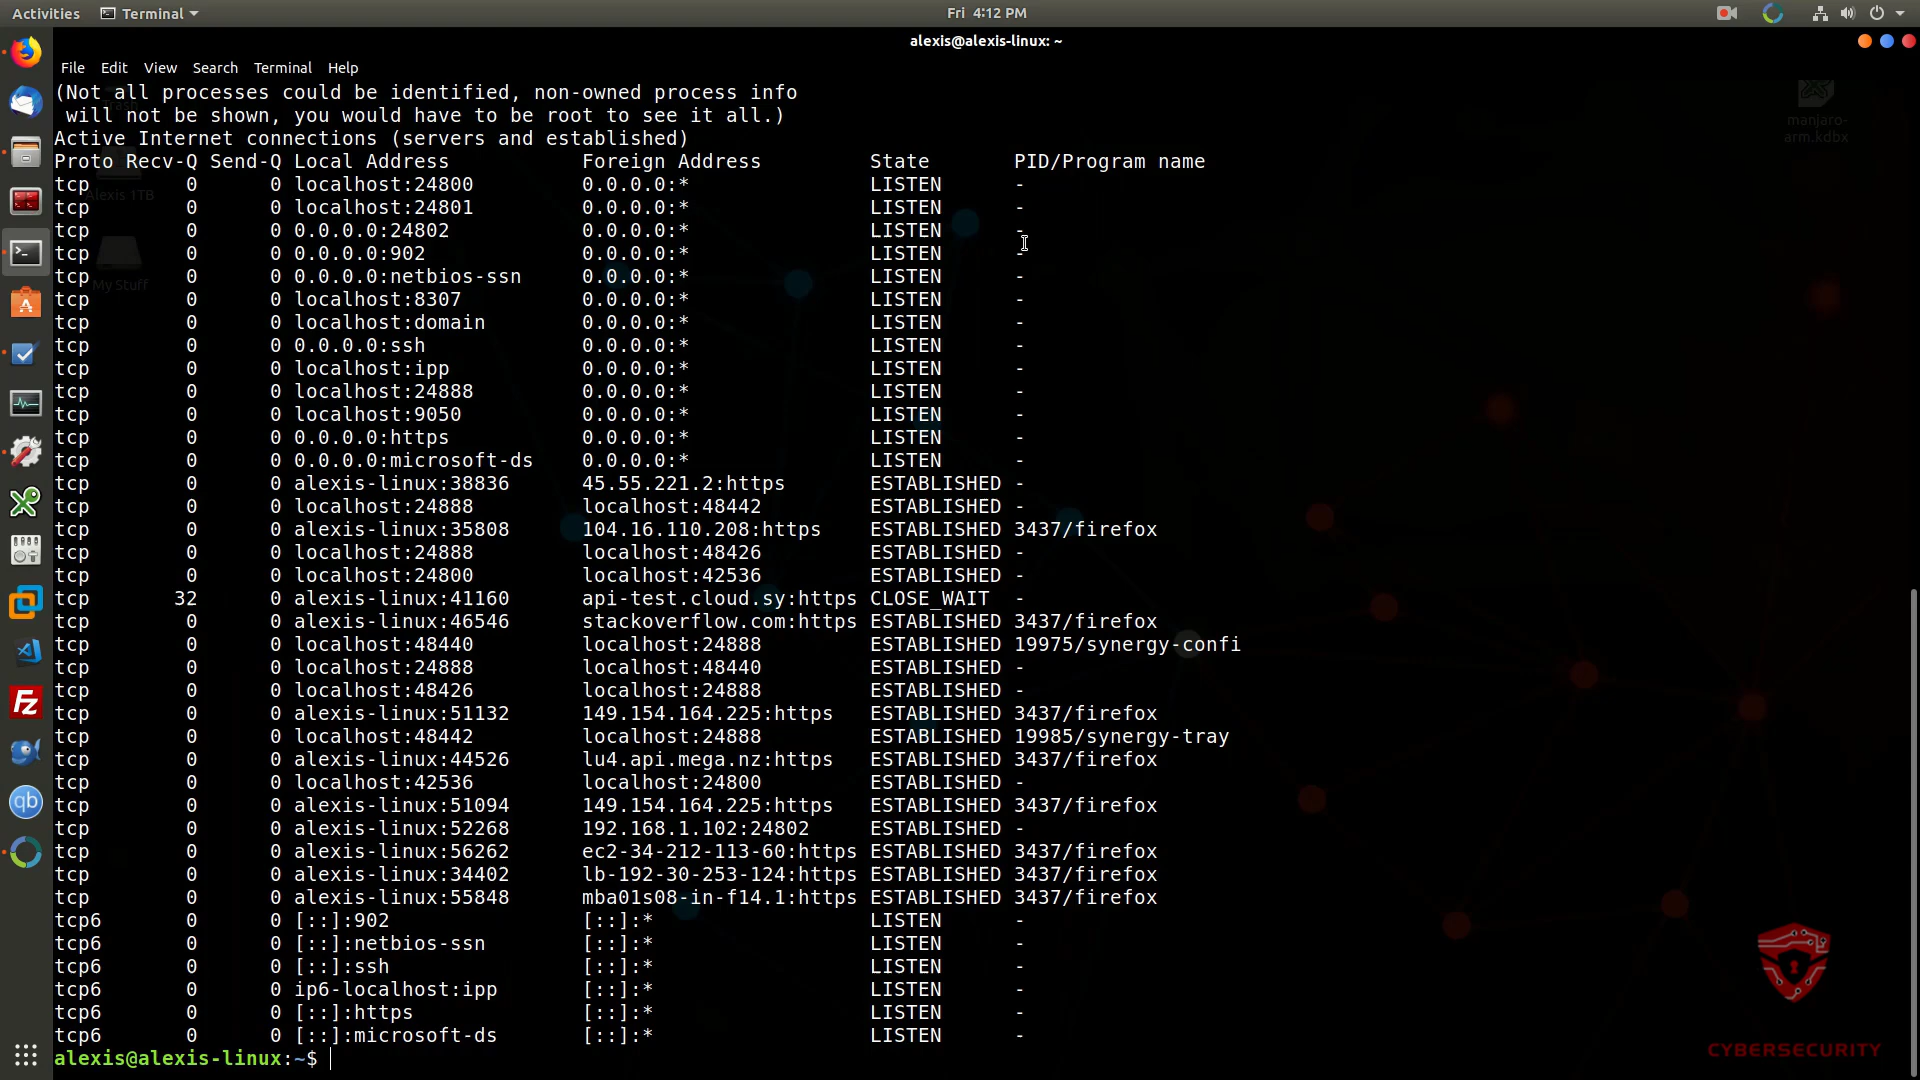 Activities Terminal Fri 4:12 PM
alexis@alexis-linux: ~
File Edit View Search Terminal Help
(Not all processes could be identified, non-owned process info
will not be shown, you would have to be root to see it all.)
Active Internet connections (servers and established)
Proto Recv-Q Send-Q Local Address Foreign Address State PID/Program name
tcp 0 0 localhost:24800 0.0.0.0:* LISTEN -
tcp 0 0 localhost:24801 0.0.0.0:* LISTEN -
tcp 0 0 0.0.0.0:24802 0.0.0.0:* LISTEN -
tcp 0 0 0.0.0.0:902 0.0.0.0:* LISTEN -
tcp 0 0 0.0.0.0:netbios-ssn 0.0.0.0:* LISTEN -
tcp 0 0 localhost:8307 0.0.0.0:* LISTEN -
tcp 0 0 localhost:domain 0.0.0.0:* LISTEN -
tcp 0 0 0.0.0.0:ssh 0.0.0.0:* LISTEN -
tcp 0 0 localhost:ipp 0.0.0.0:* LISTEN -
tcp 0 0 localhost:24888 0.0.0.0:* LISTEN -
tcp 0 0 localhost:9050 0.0.0.0:* LISTEN -
tcp 0 0 0.0.0.0:https 0.0.0.0:* LISTEN -
tcp 0 0 0.0.0.0:microsoft-ds 0.0.0.0:* LISTEN -
tcp 0 0 alexis-linux:38836 45.55.221.2:https ESTABLISHED -
tcp 0 0 localhost:24888 localhost:48442 ESTABLISHED -
tcp 0 0 alexis-linux:35808 104.16.110.208:https ESTABLISHED 3437/firefox
tcp 0 0 localhost:24888 localhost:48426 ESTABLISHED -
tcp 0 0 localhost:24800 localhost:42536 ESTABLISHED -
tcp 32 0 alexis-linux:41160 api-test.cloud.sy:https CLOSE_WAIT -
tcp 0 0 alexis-linux:46546 stackoverflow.com:https ESTABLISHED 3437/firefox
tcp 0 0 localhost:48440 localhost:24888 ESTABLISHED 19975/synergy-confi
tcp 0 0 localhost:24888 localhost:48440 ESTABLISHED -
tcp 0 0 localhost:48426 localhost:24888 ESTABLISHED -
tcp 0 0 alexis-linux:51132 149.154.164.225:https ESTABLISHED 3437/firefox
tcp 0 0 localhost:48442 localhost:24888 ESTABLISHED 19985/synergy-tray
tcp 0 0 alexis-linux:44526 lu4.api.mega.nz:https ESTABLISHED 3437/firefox
tcp 0 0 localhost:42536 localhost:24800 ESTABLISHED -
tcp 0 0 alexis-linux:51094 149.154.164.225:https ESTABLISHED 3437/firefox
tcp 0 0 alexis-linux:52268 192.168.1.102:24802 ESTABLISHED -
tcp 0 0 alexis-linux:56262 ec2-34-212-113-60:https ESTABLISHED 3437/firefox
tcp 0 0 alexis-linux:34402 lb-192-30-253-124:https ESTABLISHED 3437/firefox
tcp 0 0 alexis-linux:55848 mba01s08-in-f14.1:https ESTABLISHED 3437/firefox
tcp6 0 0 [::]:902 [::]:* LISTEN -
tcp6 0 0 [::]:netbios-ssn [::]:* LISTEN -
tcp6 0 0 [::]:ssh [::]:* LISTEN -
tcp6 0 0 ip6-localhost:ipp [::]:* LISTEN -
tcp6 0 0 [::]:https [::]:* LISTEN -
tcp6 0 0 [::]:microsoft-ds [::]:* LISTEN -
alexis@alexis-linux:~$
Trash
Alexis 1TB
My Stuff
manjaro-
arm.kdbx
Fz
qb
CYBERSECURITY